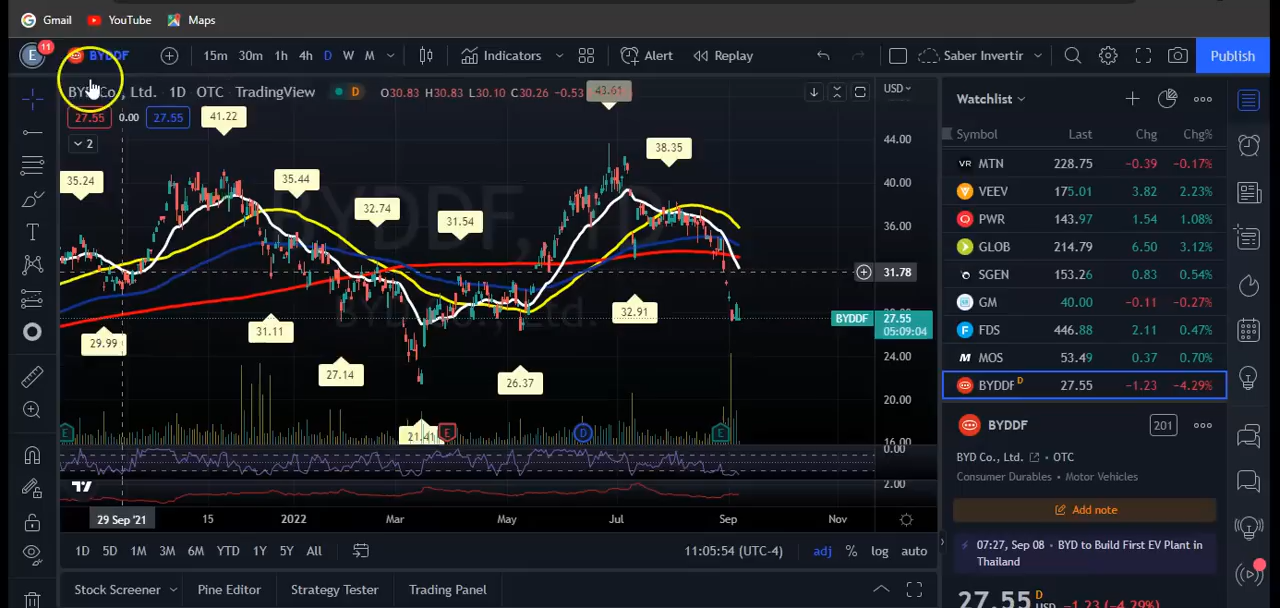 Gmail YouTube Maps
E 11 BYDDF 15m 30m 1h 4h D W M Indicators Alert Replay Saber Invertir Publish
Co., Ltd. 1D OTC TradingView D O30.83 H30.83 L30.10 C30.26 -0.53 USD
27.55 0.00 27.55
2
43.61
41.22
38.35
35.24
35.44
32.74
31.54
29.99
31.11
32.91
27.14
26.37
21.41
44.00
40.00
36.00
31.78
BYDDF 27.55
05:09:04
24.00
20.00
16.00
0.00
2.00
E E D E
29 Sep '21 15 2022 Mar May Jul Sep Nov
1D 5D 1M 3M 6M YTD 1Y 5Y All 11:05:54 (UTC-4) adj % log auto
Stock Screener Pine Editor Strategy Tester Trading Panel
Watchlist
Symbol Last Chg Chg%
VR MTN 228.75 −0.39 −0.17%
VEEV 175.01 3.82 2.23%
PWR 143.97 1.54 1.08%
GLOB 214.79 6.50 3.12%
SGEN 153.26 0.83 0.54%
GM 40.00 −0.11 −0.27%
F FDS 446.88 2.11 0.47%
M MOS 53.49 0.37 0.70%
BYDDF D 27.55 −1.23 −4.29%
BYDDF 201
BYD Co., Ltd. • OTC
Consumer Durables • Motor Vehicles
Add note
07:27, Sep 08 • BYD to Build First EV Plant in
Thailand
27.55 D USD −1.23 (−4.29%)